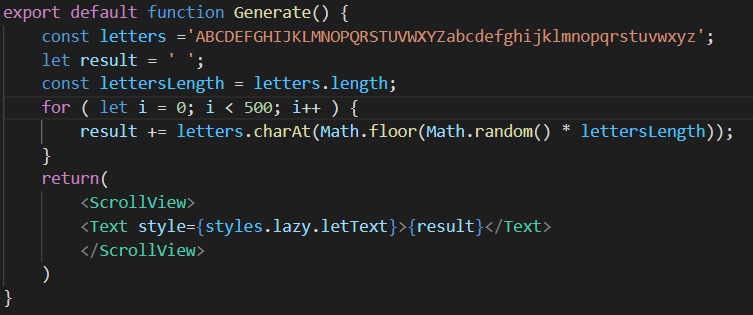 export default function Generate() {
    const letters ='ABCDEFGHIJKLMNOPQRSTUVWXYZabcdefghijklmnopqrstuvwxyz';
    let result = ' ';
    const lettersLength = letters.length;
    for ( let i = 0; i < 500; i++ ) {
        result += letters.charAt(Math.floor(Math.random() * lettersLength));
    }
    return(
        <ScrollView>
        <Text style={styles.lazy.letText}>{result}</Text>
        </ScrollView>
    )
}